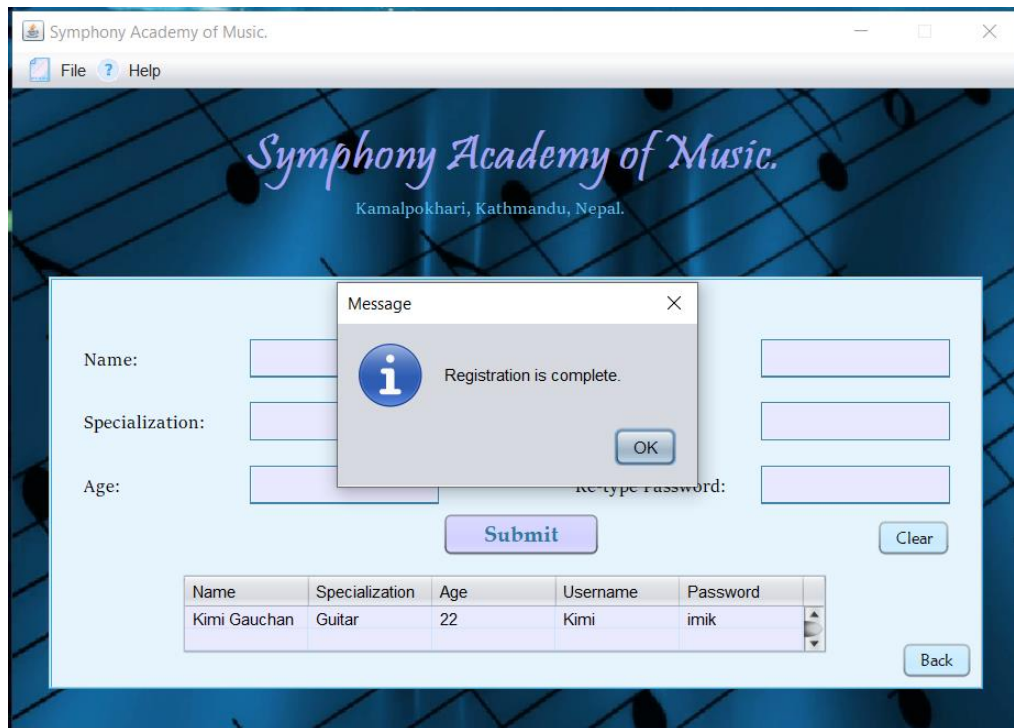 Symphony Academy of Music.
File Help
Symphony Academy of Music.
Kamalpokhari, Kathmandu, Nepal.
Message
Registration is complete.
OK
Name:
Specialization:
Age:
Re-type Password:
Submit
Clear
Name Specialization Age Username Password
Kimi Gauchan Guitar 22 Kimi imik
Back